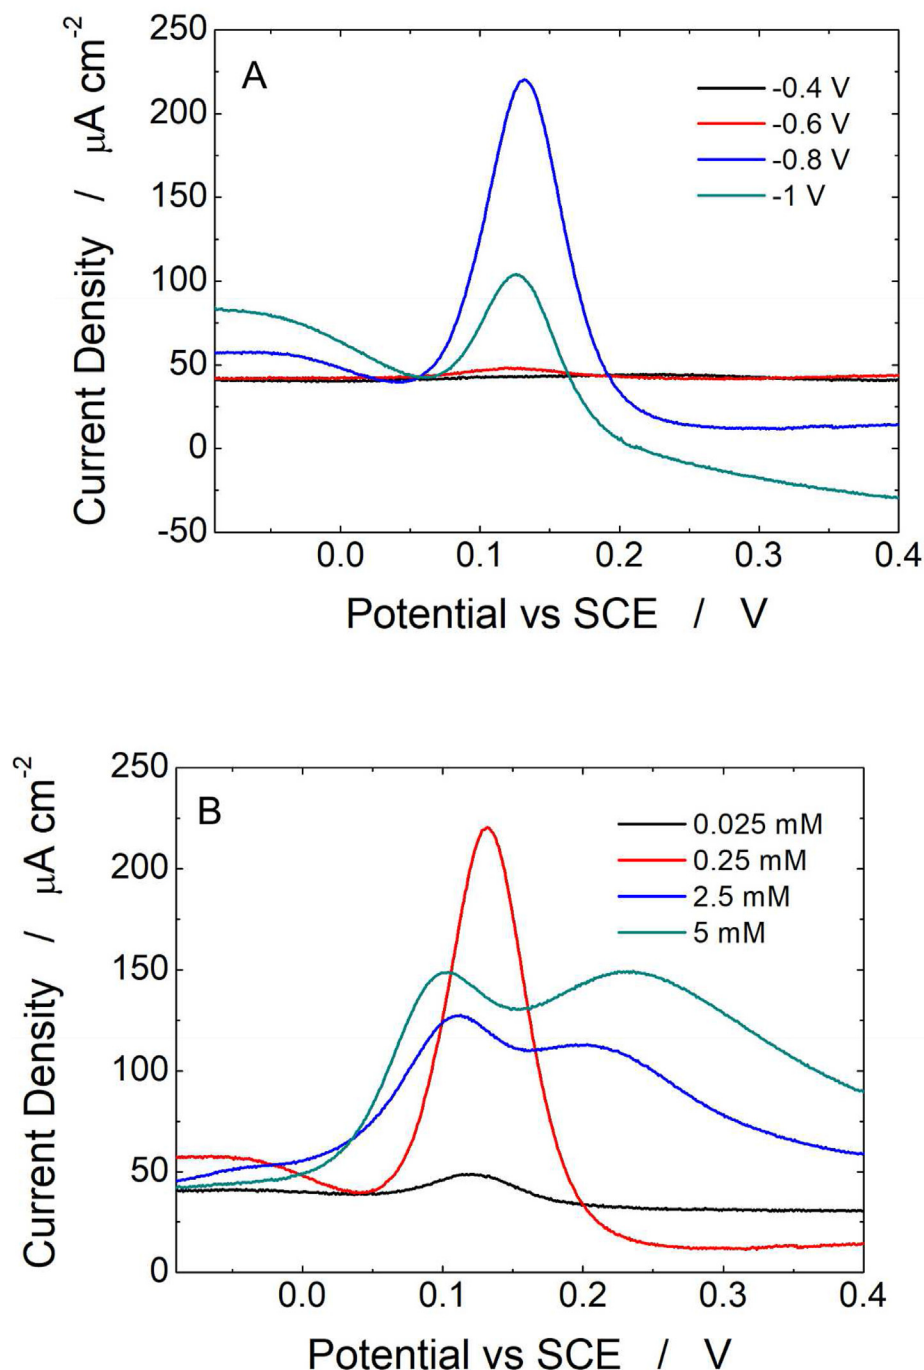 A
250
200
150
100
50
0
-50
Current Density / μA cm-2
-0.4 V
-0.6 V
-0.8 V
-1 V
0.0 0.1 0.2 0.3 0.4
Potential vs SCE / V
B
250
200
150
100
50
0
Current Density / μA cm-2
0.025 mM
0.25 mM
2.5 mM
5 mM
0.0 0.1 0.2 0.3 0.4
Potential vs SCE / V